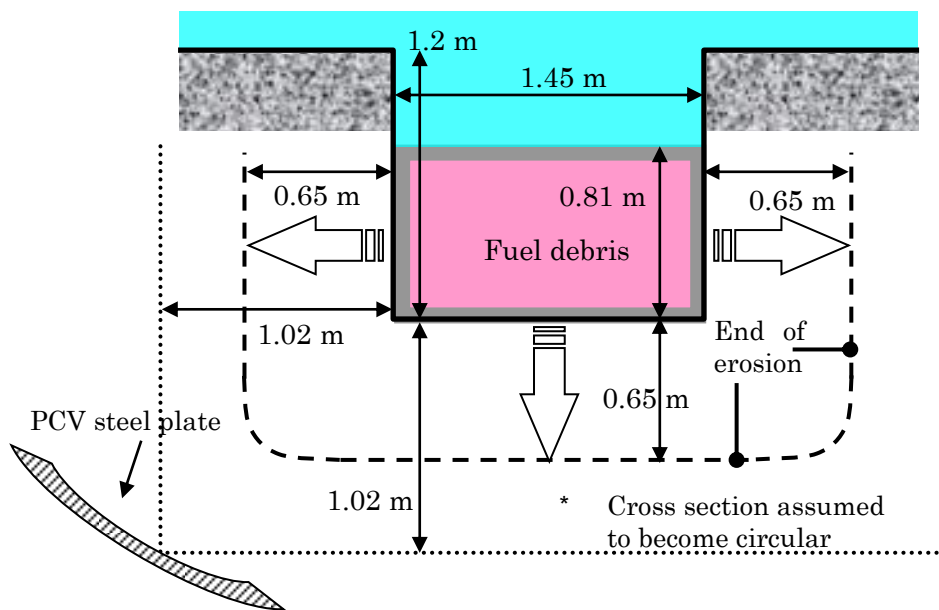 1.2 m
1.45 m
0.65 m
0.81 m
0.65 m
Fuel debris
1.02 m
End of
erosion
0.65 m
PCV steel plate
1.02 m
* Cross section assumed
to become circular